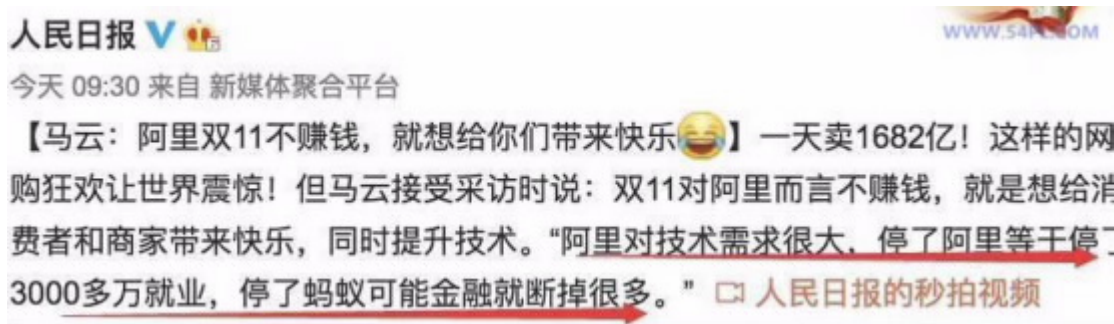 人民日报
WWW.54PL.COM
今天 09:30 来自 新媒体聚合平台
【马云：阿里双11不赚钱，就想给你们带来快乐😂】一天卖1682亿！这样的网
购狂欢让世界震惊！但马云接受采访时说：双11对阿里而言不赚钱，就是想给消
费者和商家带来快乐，同时提升技术。“阿里对技术需求很大，停了阿里等于停了
3000多万就业，停了蚂蚁可能金融就断掉很多。” 人民日报的秒拍视频